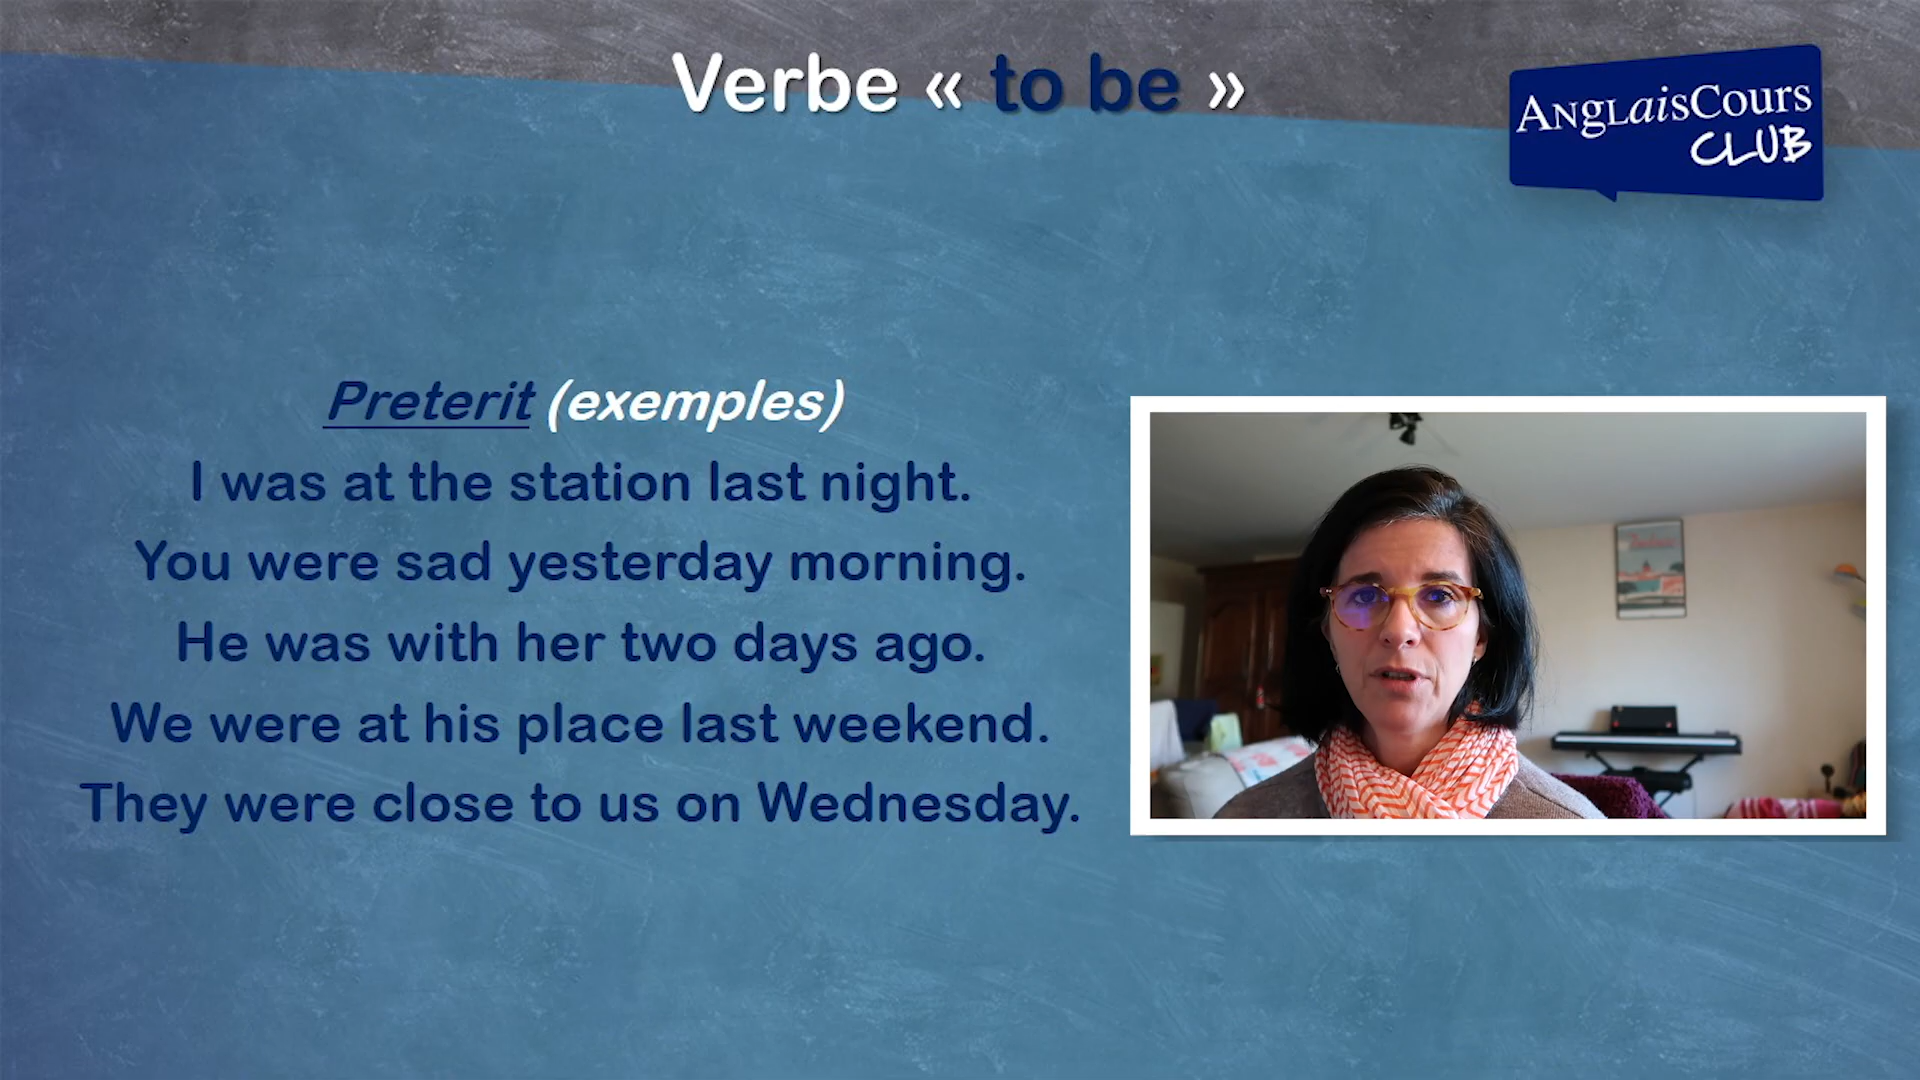 Verbe « to be »
ANgLaisCours
CLUB
Preterit (exemples)
I was at the station last night.
You were sad yesterday morning.
He was with her two days ago.
We were at his place last weekend.
They were close to us on Wednesday.